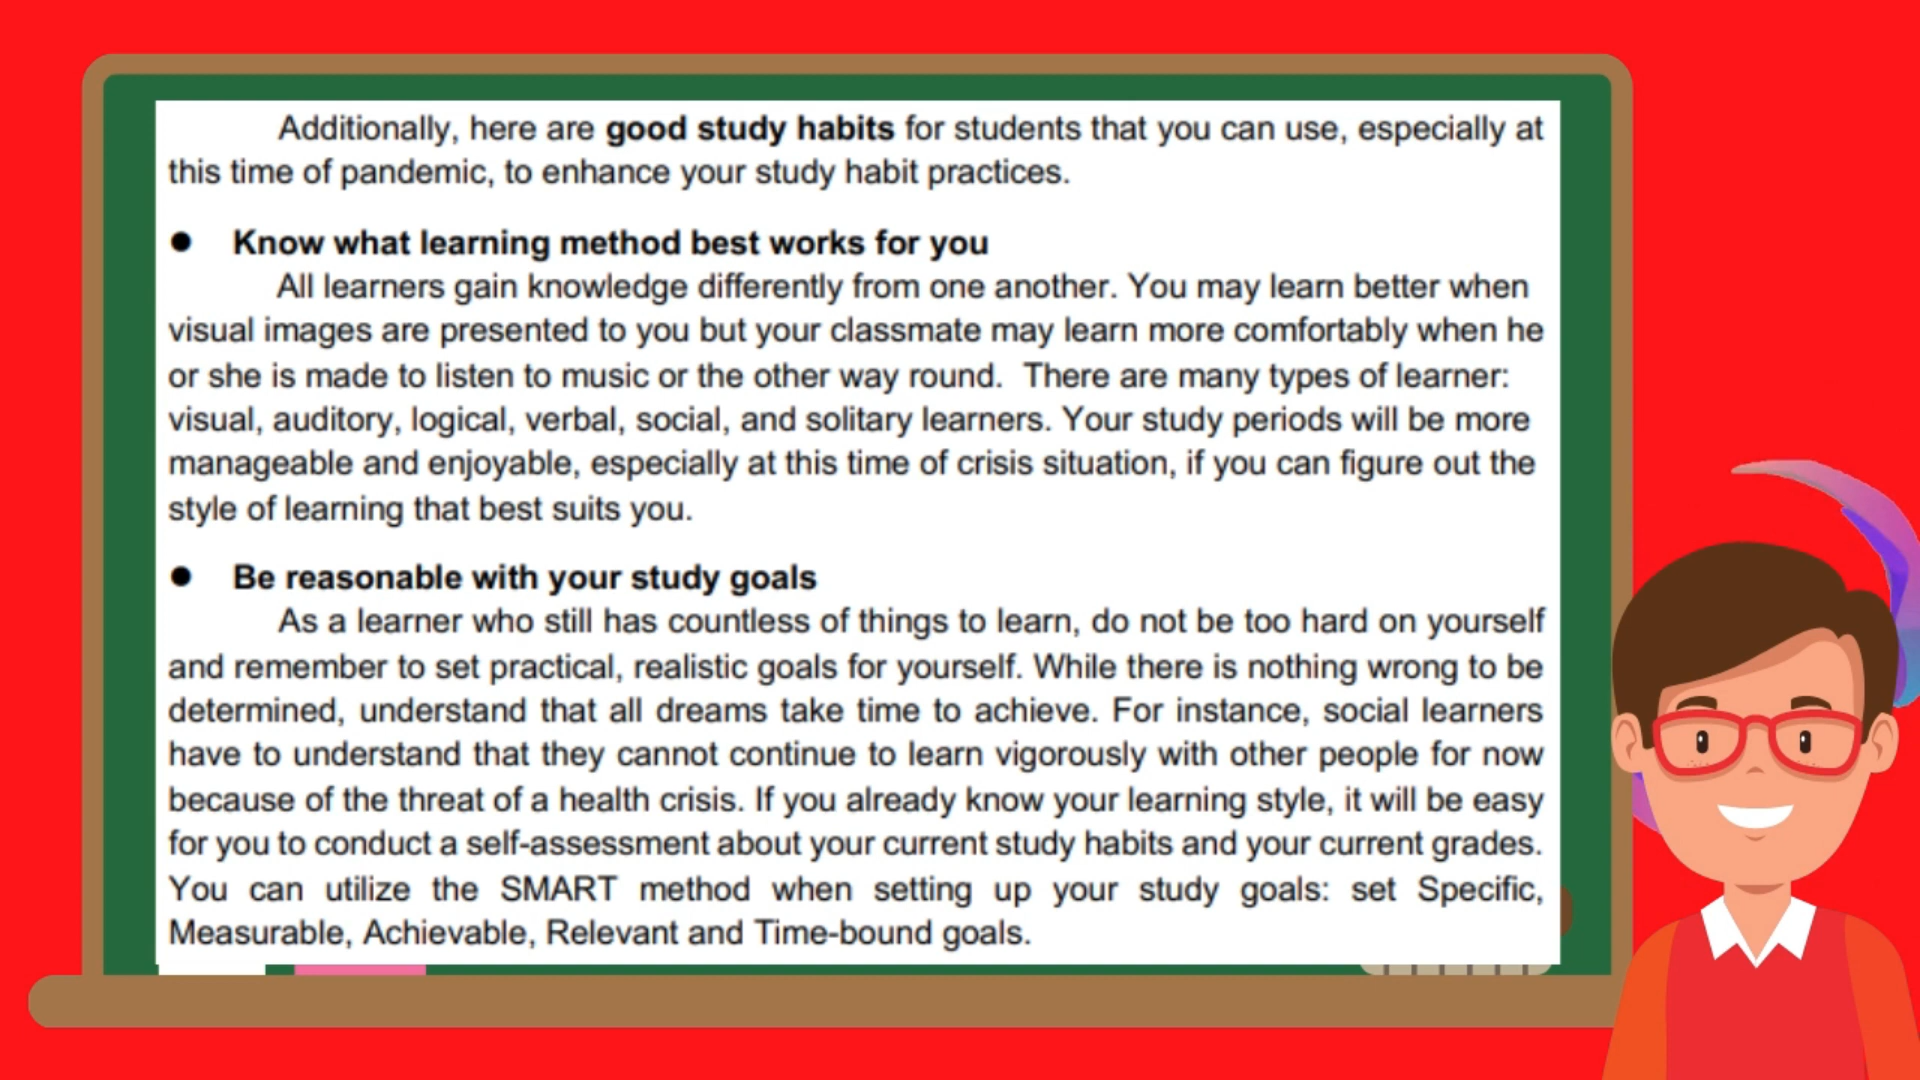 Additionally, here are good study habits for students that you can use, especially at
this time of pandemic, to enhance your study habit practices.
● Know what learning method best works for you
All learners gain knowledge differently from one another. You may learn better when
visual images are presented to you but your classmate may learn more comfortably when he
or she is made to listen to music or the other way round. There are many types of learner:
visual, auditory, logical, verbal, social, and solitary learners. Your study periods will be more
manageable and enjoyable, especially at this time of crisis situation, if you can figure out the
style of learning that best suits you.
● Be reasonable with your study goals
As a learner who still has countless of things to learn, do not be too hard on yourself
and remember to set practical, realistic goals for yourself. While there is nothing wrong to be
determined, understand that all dreams take time to achieve. For instance, social learners
have to understand that they cannot continue to learn vigorously with other people for now
because of the threat of a health crisis. If you already know your learning style, it will be easy
for you to conduct a self-assessment about your current study habits and your current grades.
You can utilize the SMART method when setting up your study goals: set Specific,
Measurable, Achievable, Relevant and Time-bound goals.